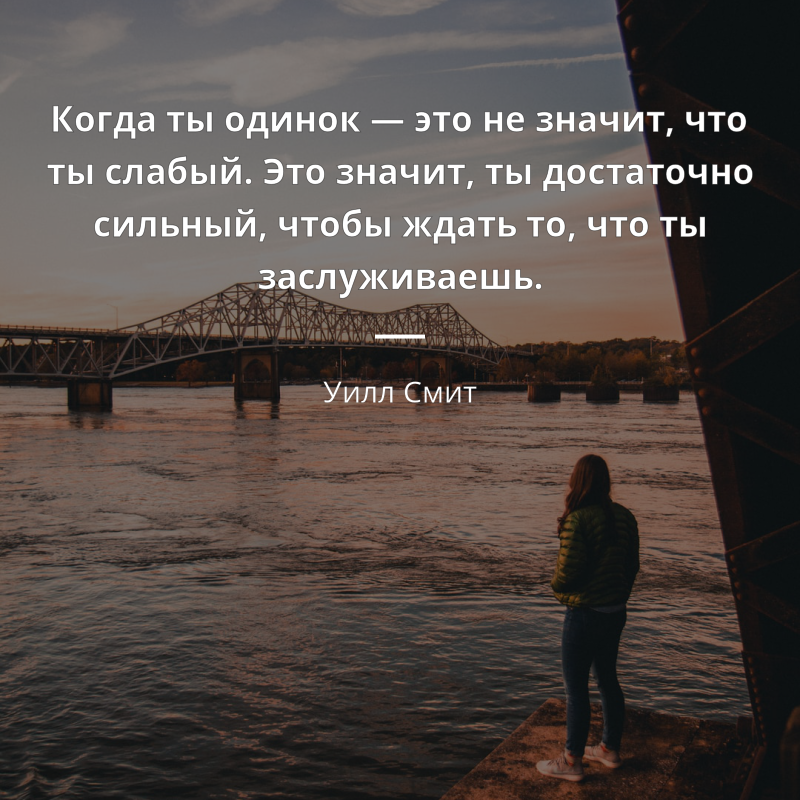 Когда ты одинок — это не значит, что
ты слабый. Это значит, ты достаточно
сильный, чтобы ждать то, что ты
заслуживаешь.
Уилл Смит